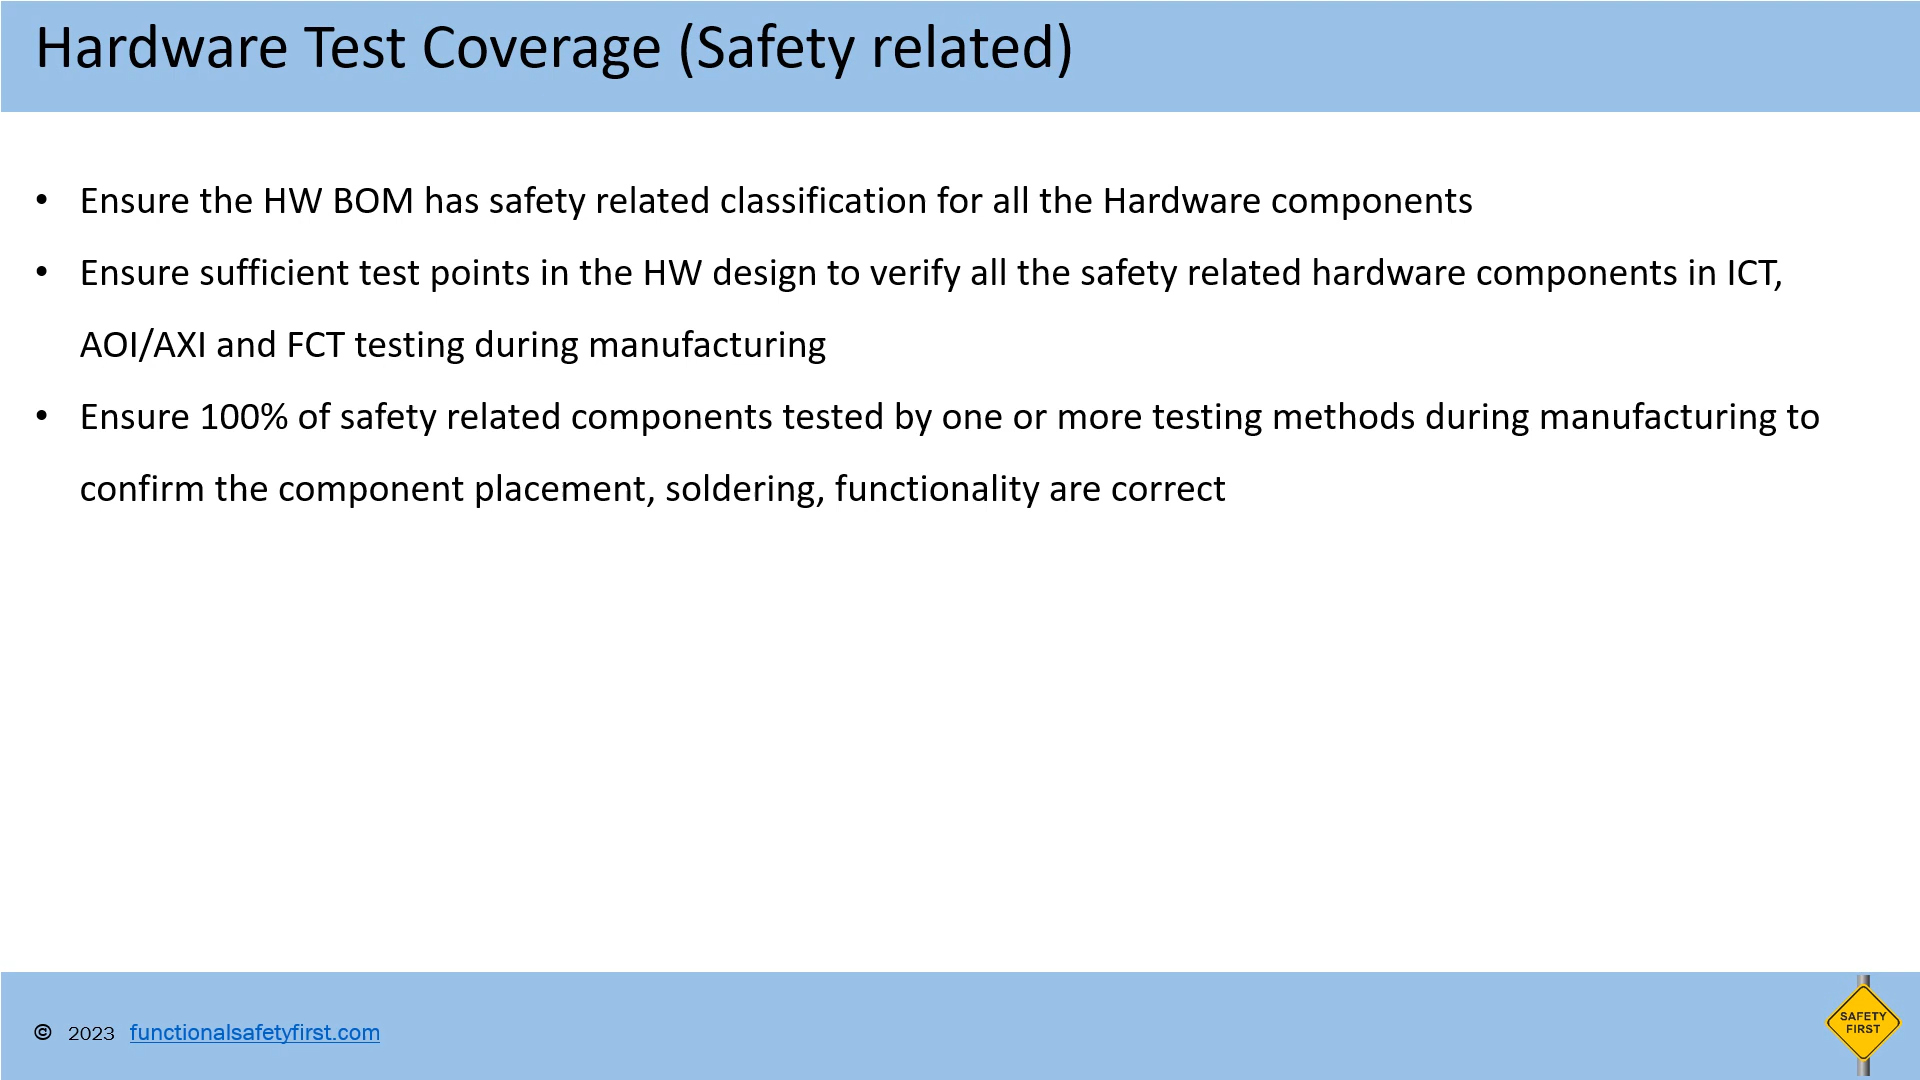 Hardware Test Coverage (Safety related)
• Ensure the HW BOM has safety related classification for all the Hardware components
• Ensure sufficient test points in the HW design to verify all the safety related hardware components in ICT,
AOI/AXI and FCT testing during manufacturing
• Ensure 100% of safety related components tested by one or more testing methods during manufacturing to
confirm the component placement, soldering, functionality are correct
© 2023 functionalsafetyfirst.com
SAFETY
FIRST